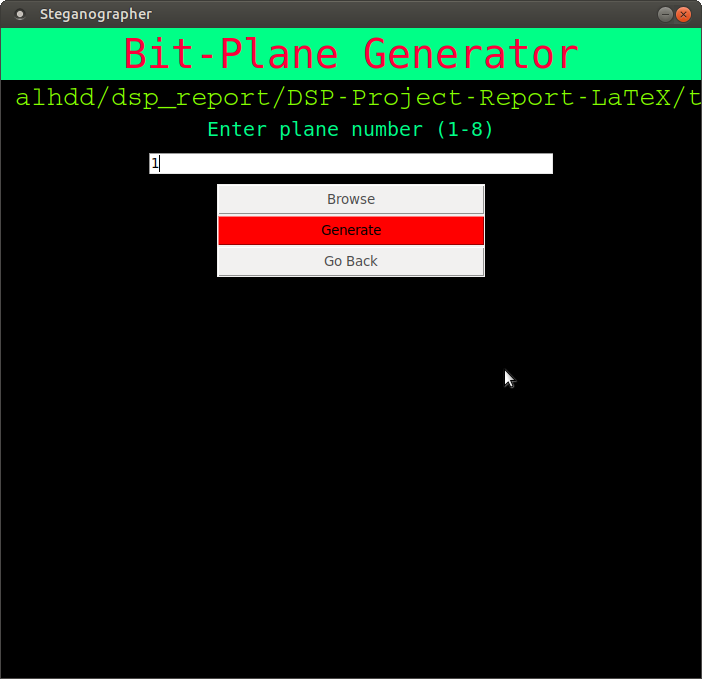 Steganographer
Bit-Plane Generator
alhdd/dsp_report/DSP-Project-Report-LaTeX/t
Enter plane number (1-8)
1
Browse
Generate
Go Back